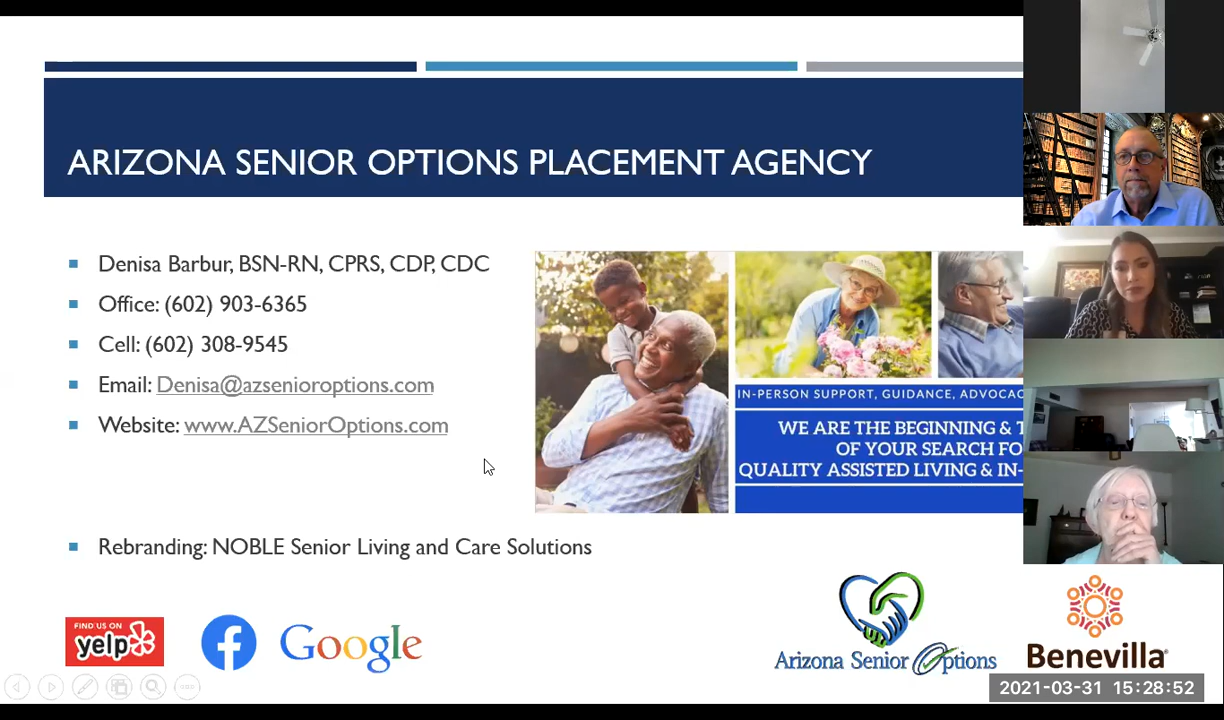 ARIZONA SENIOR OPTIONS PLACEMENT AGENCY
Denisa Barbur, BSN-RN, CPRS, CDP, CDC
Office: (602) 903-6365
Cell: (602) 308-9545
Email: Denisa@azsenioroptions.com
Website: www.AZSeniorOptions.com
IN-PERSON SUPPORT, GUIDANCE, ADVOCAC
WE ARE THE BEGINNING & T
OF YOUR SEARCH FO
QUALITY ASSISTED LIVING & IN-
Rebranding: NOBLE Senior Living and Care Solutions
FIND US ON
yelp
Google
Arizona Senior Options
Benevilla
2021-03-31 15:28:52